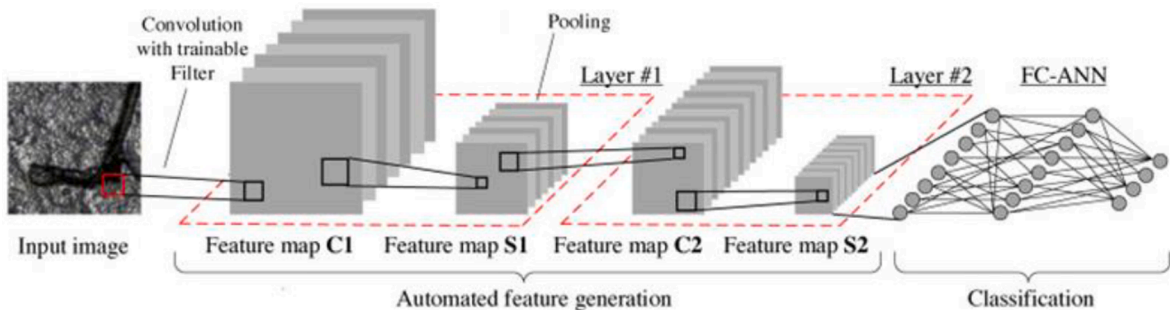 Convolution
with trainable
Filter
Pooling
Layer #1
Layer #2
FC-ANN
Input image
Feature map C1
Feature map S1
Feature map C2
Feature map S2
Automated feature generation
Classification